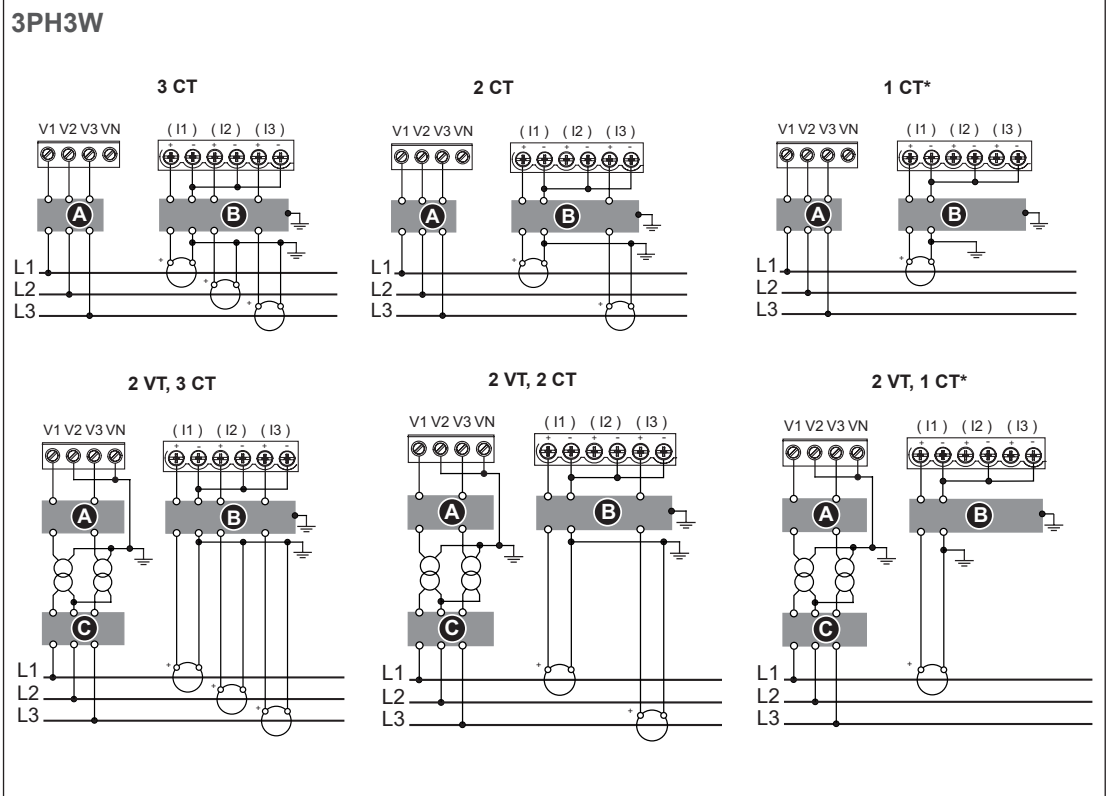 3PH3W
3 CT
2 CT
1 CT*
V1 V2 V3 VN
( I1 ) ( I2 ) ( I3 )
V1 V2 V3 VN
( I1 ) ( I2 ) ( I3 )
V1 V2 V3 VN
( I1 ) ( I2 ) ( I3 )
+ - + - + -
+ - + - + -
+ - + - + -
A
B
A
B
A
B
+
+
+
L1
L2
L3
+
+
L1
L2
L3
+
L1
L2
L3
2 VT, 3 CT
2 VT, 2 CT
2 VT, 1 CT*
V1 V2 V3 VN
( I1 ) ( I2 ) ( I3 )
V1 V2 V3 VN
( I1 ) ( I2 ) ( I3 )
V1 V2 V3 VN
( I1 ) ( I2 ) ( I3 )
+ - + - + -
+ - + - + -
+ - + - + -
A
B
A
B
A
B
C
C
C
+
+
+
L1
L2
L3
+
+
L1
L2
L3
+
L1
L2
L3